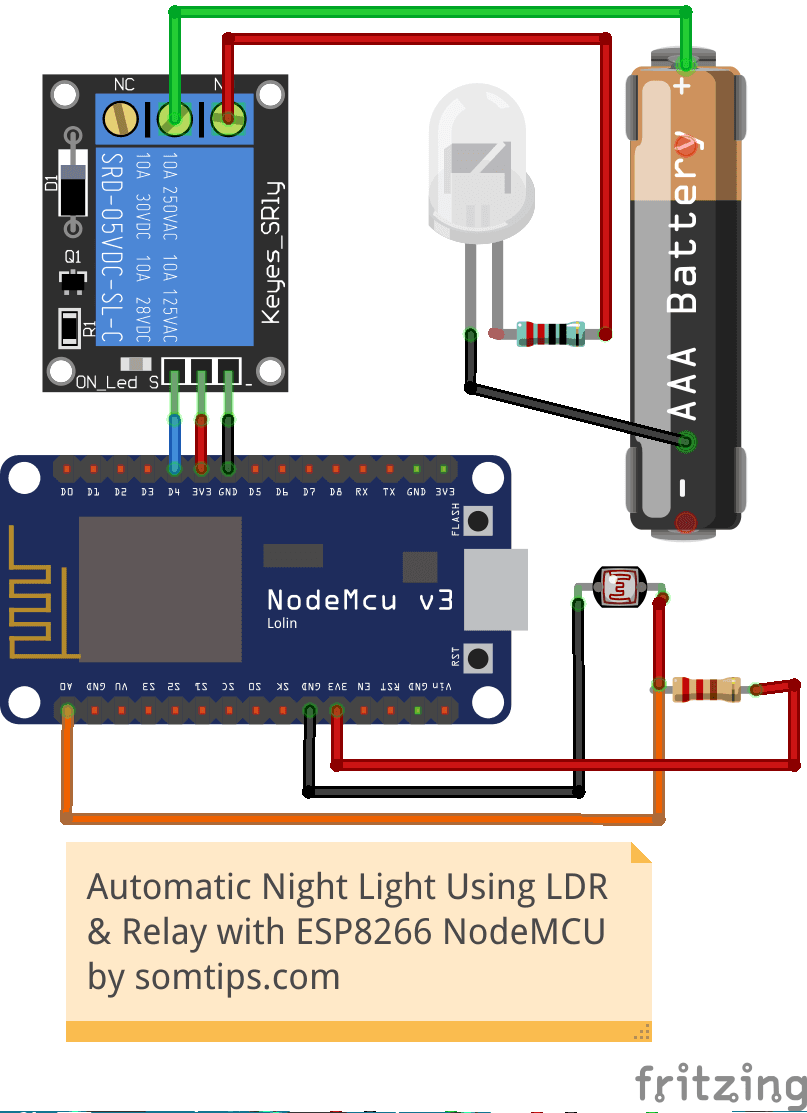 NC
N
D1
SRD-05VDC-SL-C
10A 30VDC 10A 28VDC
10A 250VAC 10A 125VAC
Keyes_SRly
Q1
R1
ON_Led S -
+
AAA Battery
-
D0 D1 D2 D3 D4 3V3 GND D5 D6 D7 D8 RX TX GND 3V3
FLASH
NodeMcu v3
Lolin
RST
A0 GND VU S3 S2 S1 SC SO SK GND 3V3 EN RST GND Vin
Automatic Night Light Using LDR
& Relay with ESP8266 NodeMCU
by somtips.com
fritzing